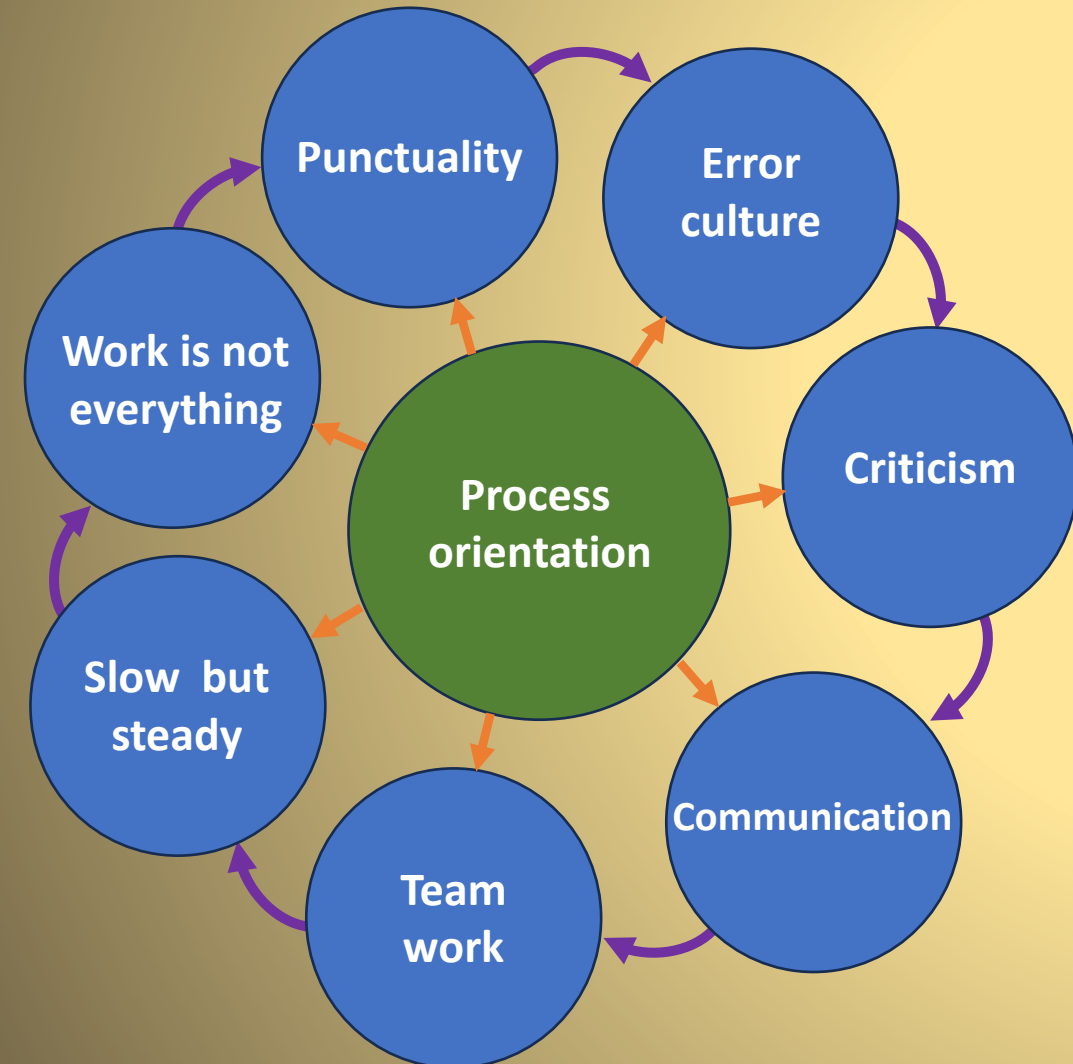 Punctuality
Error
culture
Criticism
Communication
Team
work
Slow  but
steady
Work is not
everything
Process
orientation